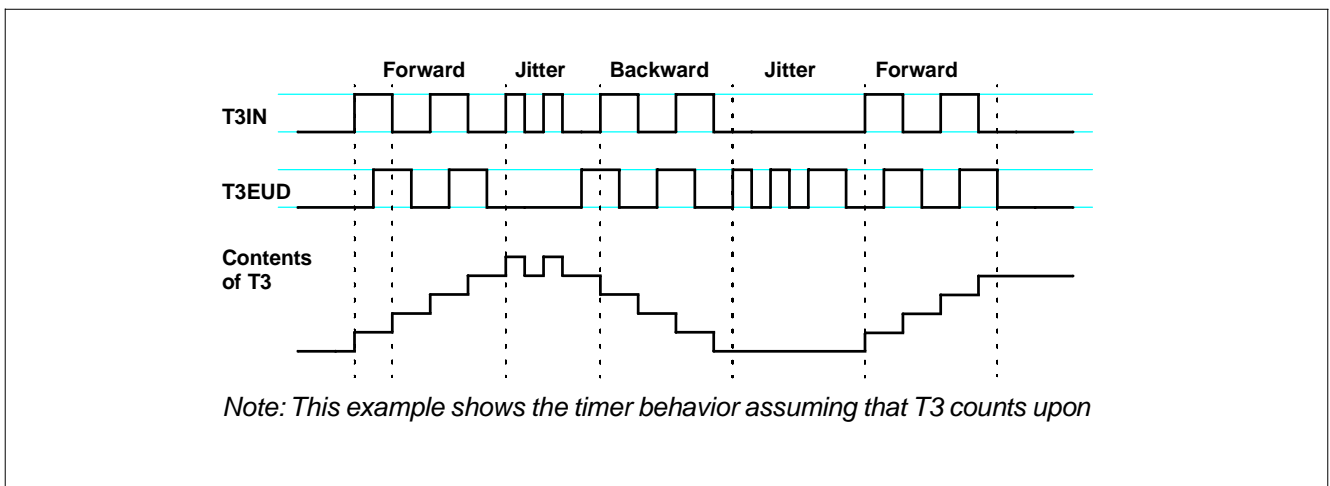 Forward Jitter Backward Jitter Forward
T3IN
T3EUD
Contents
of T3
Note: This example shows the timer behavior assuming that T3 counts upon